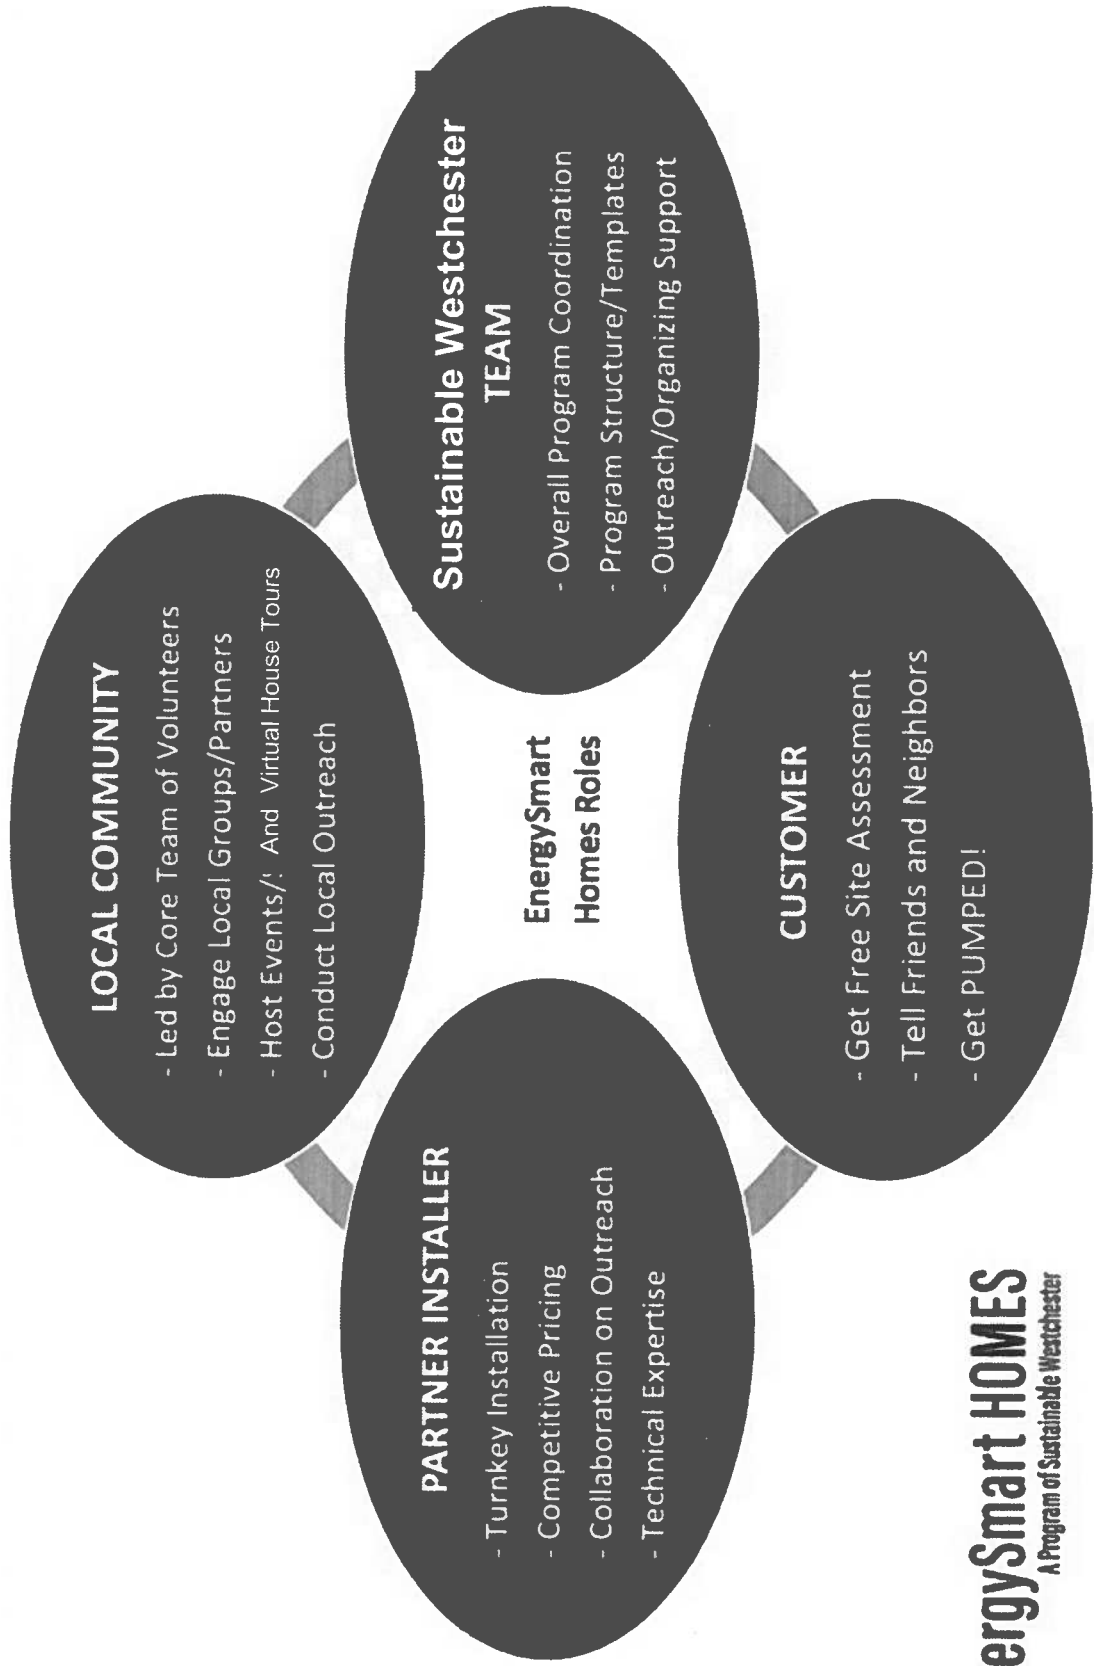 LOCAL COMMUNITY
- Led by Core Team of Volunteers
- Engage Local Groups/Partners
- Host Events/! And Virtual House Tours
- Conduct Local Outreach
Sustainable Westchester
TEAM
- Overall Program Coordination
- Program Structure/Templates
- Outreach/Organizing Support
EnergySmart
Homes Roles
PARTNER INSTALLER
- Turnkey Installation
- Competitive Pricing
- Collaboration on Outreach
- Technical Expertise
CUSTOMER
- Get Free Site Assessment
- Tell Friends and Neighbors
- Get PUMPED!
ergySmart HOMES
A Program of Sustainable Westchester